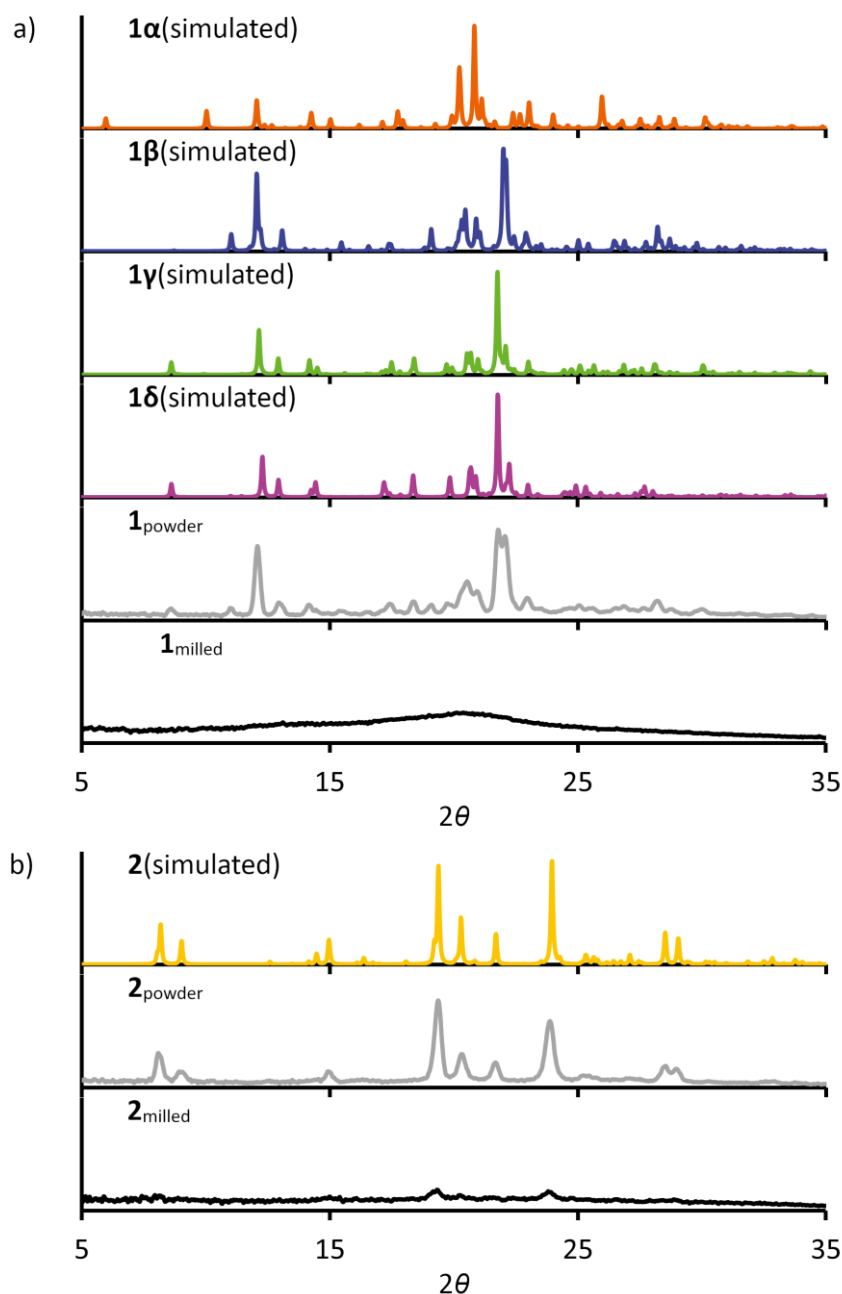 a)
1α(simulated)
1β(simulated)
1γ(simulated)
1δ(simulated)
1powder
1milled
5 15 25 35
2θ
b)
2(simulated)
2powder
2milled
5 15 25 35
2θ